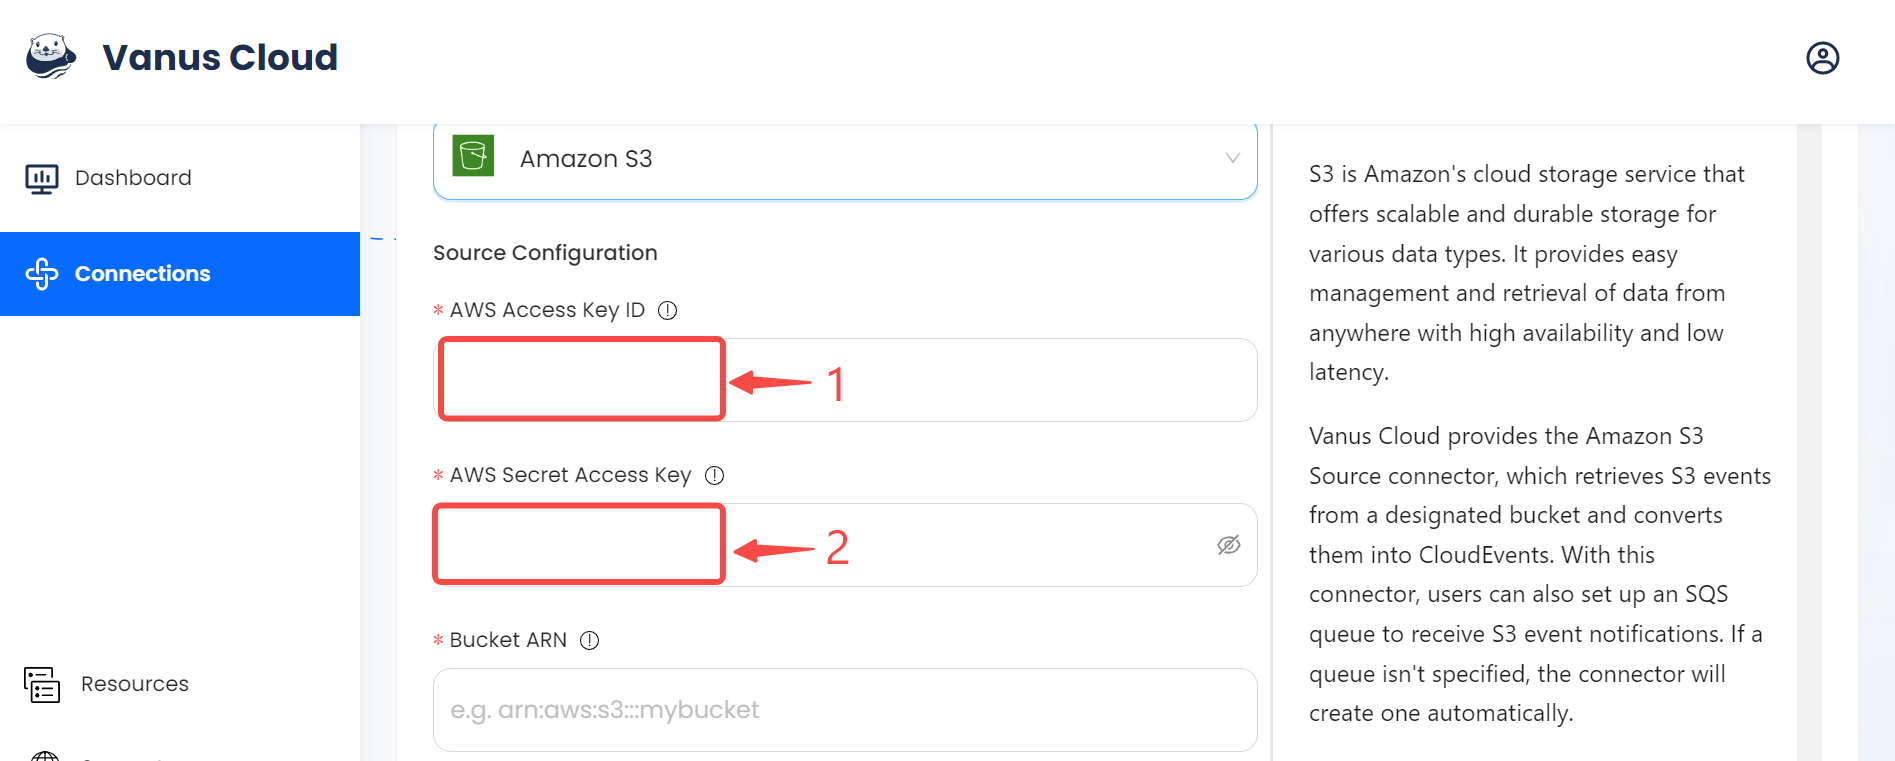 Vanus Cloud
Dashboard
Connections
Resources
Amazon S3
Source Configuration
* AWS Access Key ID
1
* AWS Secret Access Key
2
* Bucket ARN
e.g. arn:aws:s3:::mybucket
S3 is Amazon's cloud storage service that
offers scalable and durable storage for
various data types. It provides easy
management and retrieval of data from
anywhere with high availability and low
latency.
Vanus Cloud provides the Amazon S3
Source connector, which retrieves S3 events
from a designated bucket and converts
them into CloudEvents. With this
connector, users can also set up an SQS
queue to receive S3 event notifications. If a
queue isn't specified, the connector will
create one automatically.